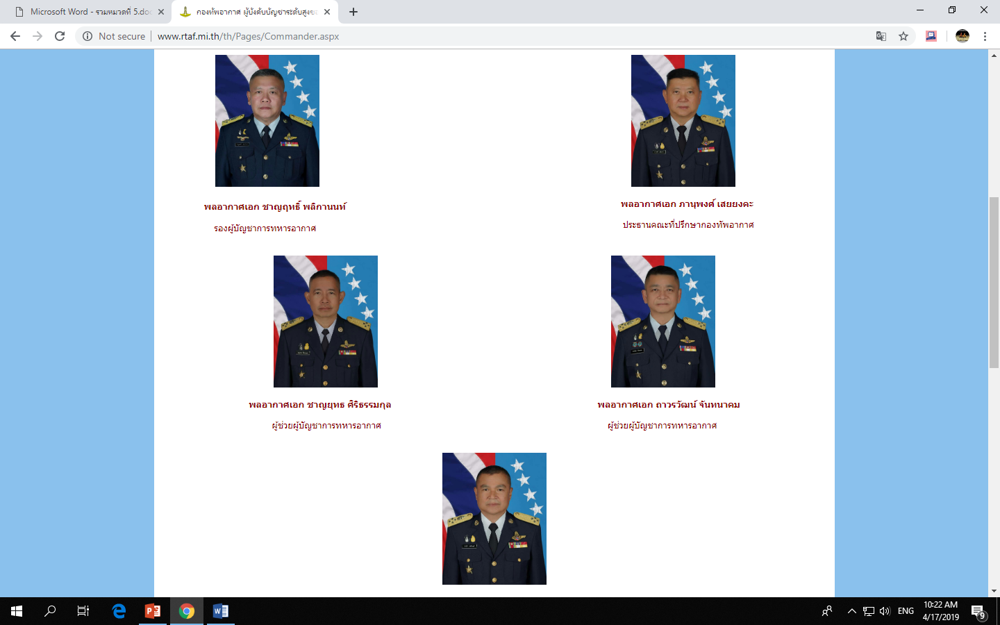 Microsoft Word - รวมหมวดที่ 5.doc
กองทัพอากาศ ผู้บังคับบัญชาระดับสูงขอ
Not secure
www.rtaf.mi.th/th/Pages/Commander.aspx
พลอากาศเอก ชาญฤทธิ์ พลิกานนท์
รองผู้บัญชาการทหารอากาศ
พลอากาศเอก ภานุพงศ์ เสยยงคะ
ประธานคณะที่ปรึกษากองทัพอากาศ
พลอากาศเอก ชาญยุทธ ศิริธรรมกุล
ผู้ช่วยผู้บัญชาการทหารอากาศ
พลอากาศเอก ถาวรวัฒน์ จันทนาคม
ผู้ช่วยผู้บัญชาการทหารอากาศ
ENG
10:22 AM
4/17/2019
9